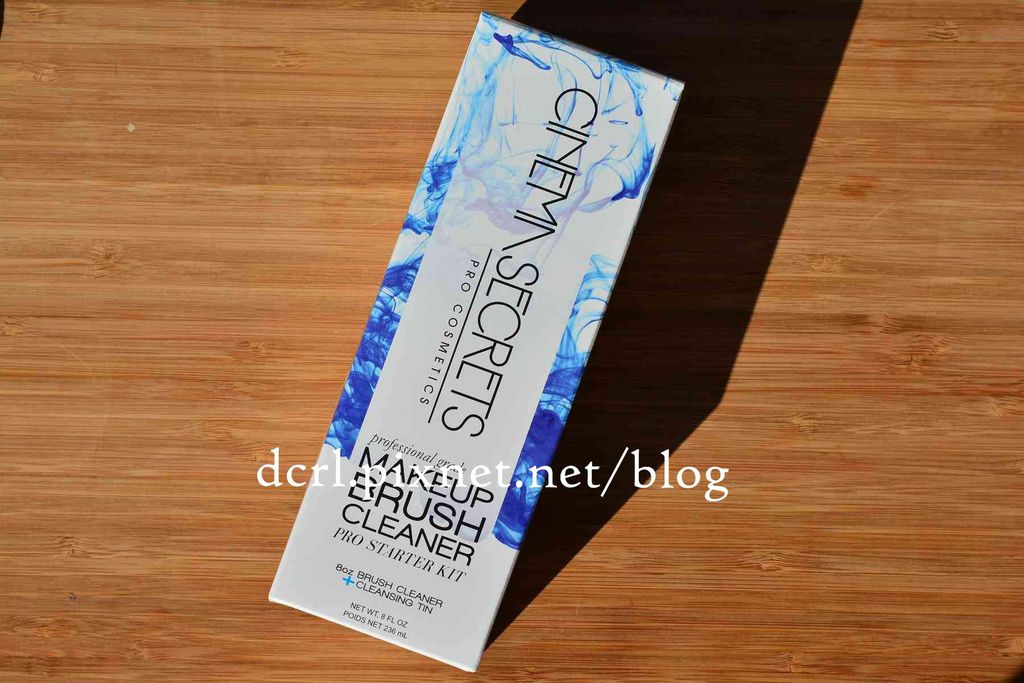 CINEMA SECRETS
PRO COSMETICS
professional grade
MAKEUP
BRUSH
CLEANER
PRO STARTER KIT
8oz BRUSH CLEANER
+CLEANSING TIN
NET WT. 8 FL OZ
POIDS NET 236 mL
dcrl.pixnet.net/blog